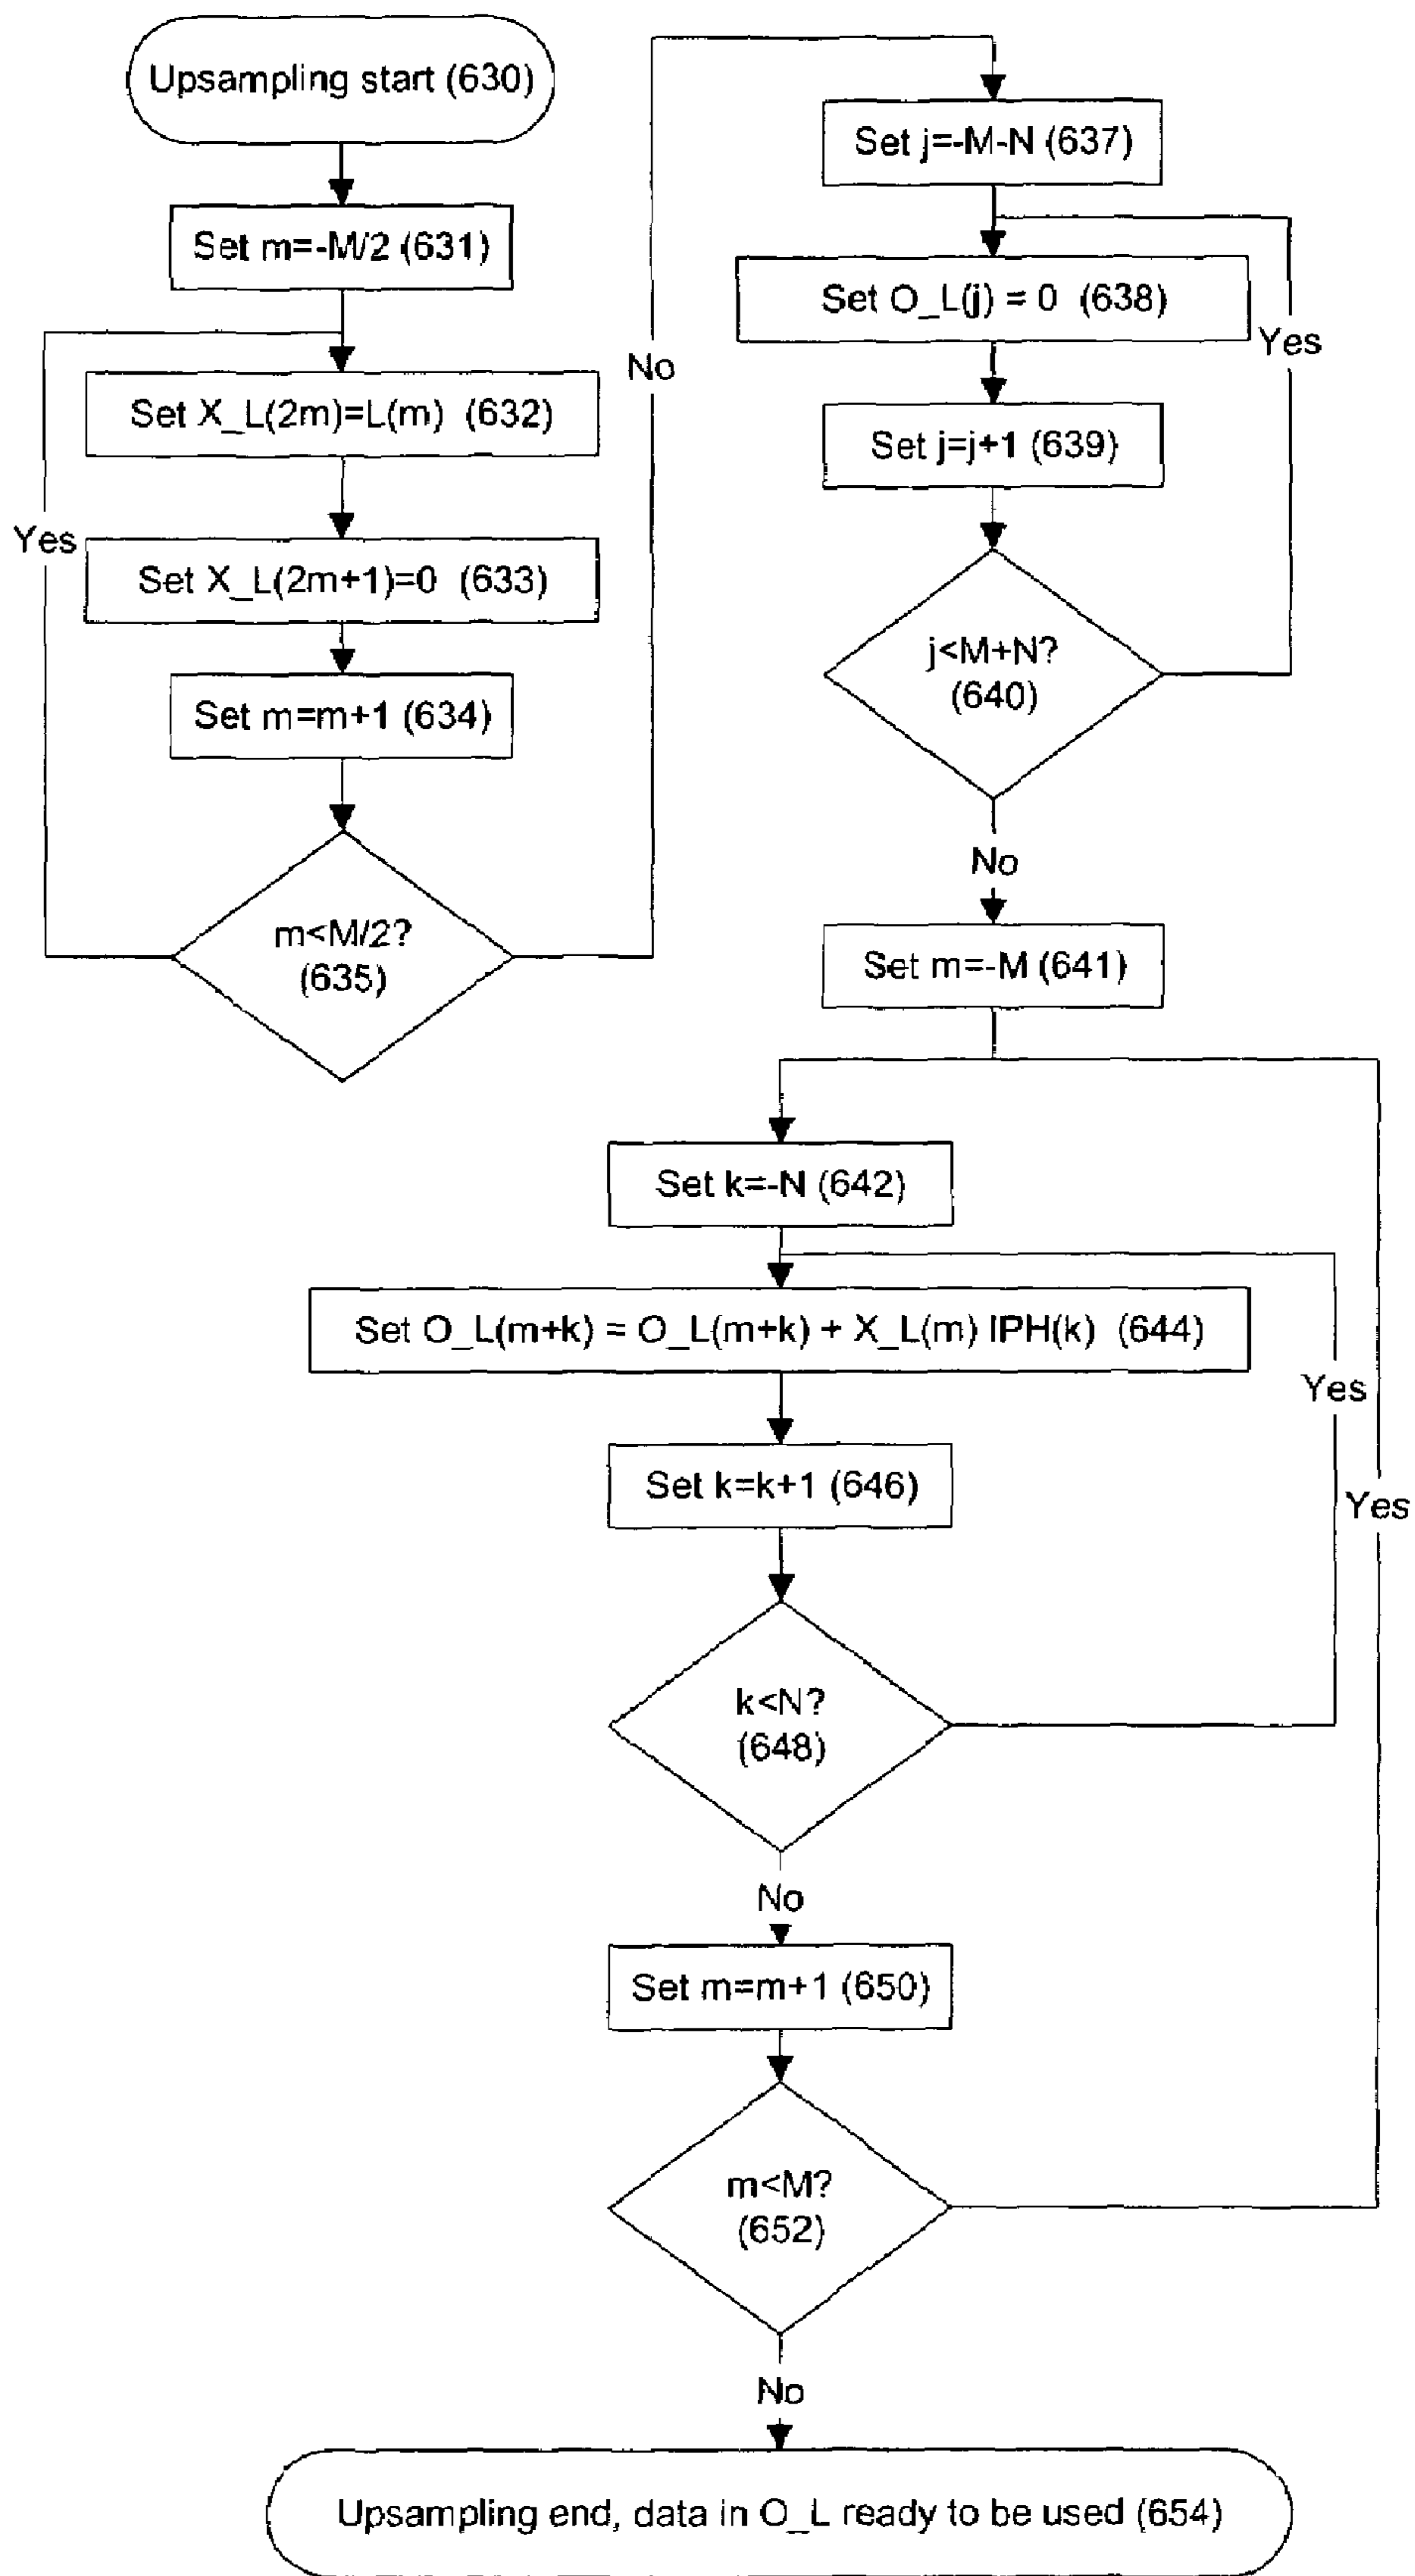 Upsampling start (630)
Set m=-M/2 (631)
Set X_L(2m)=L(m) (632)
Set X_L(2m+1)=0 (633)
Set m=m+1 (634)
m<M/2?
(635)
Yes
No
Set j=-M-N (637)
Set O_L(j) = 0 (638)
Set j=j+1 (639)
j<M+N?
(640)
Yes
No
Set m=-M (641)
Set k=-N (642)
Set O_L(m+k) = O_L(m+k) + X_L(m) IPH(k) (644)
Set k=k+1 (646)
k<N?
(648)
Yes
No
Set m=m+1 (650)
m<M?
(652)
Yes
No
Upsampling end, data in O_L ready to be used (654)